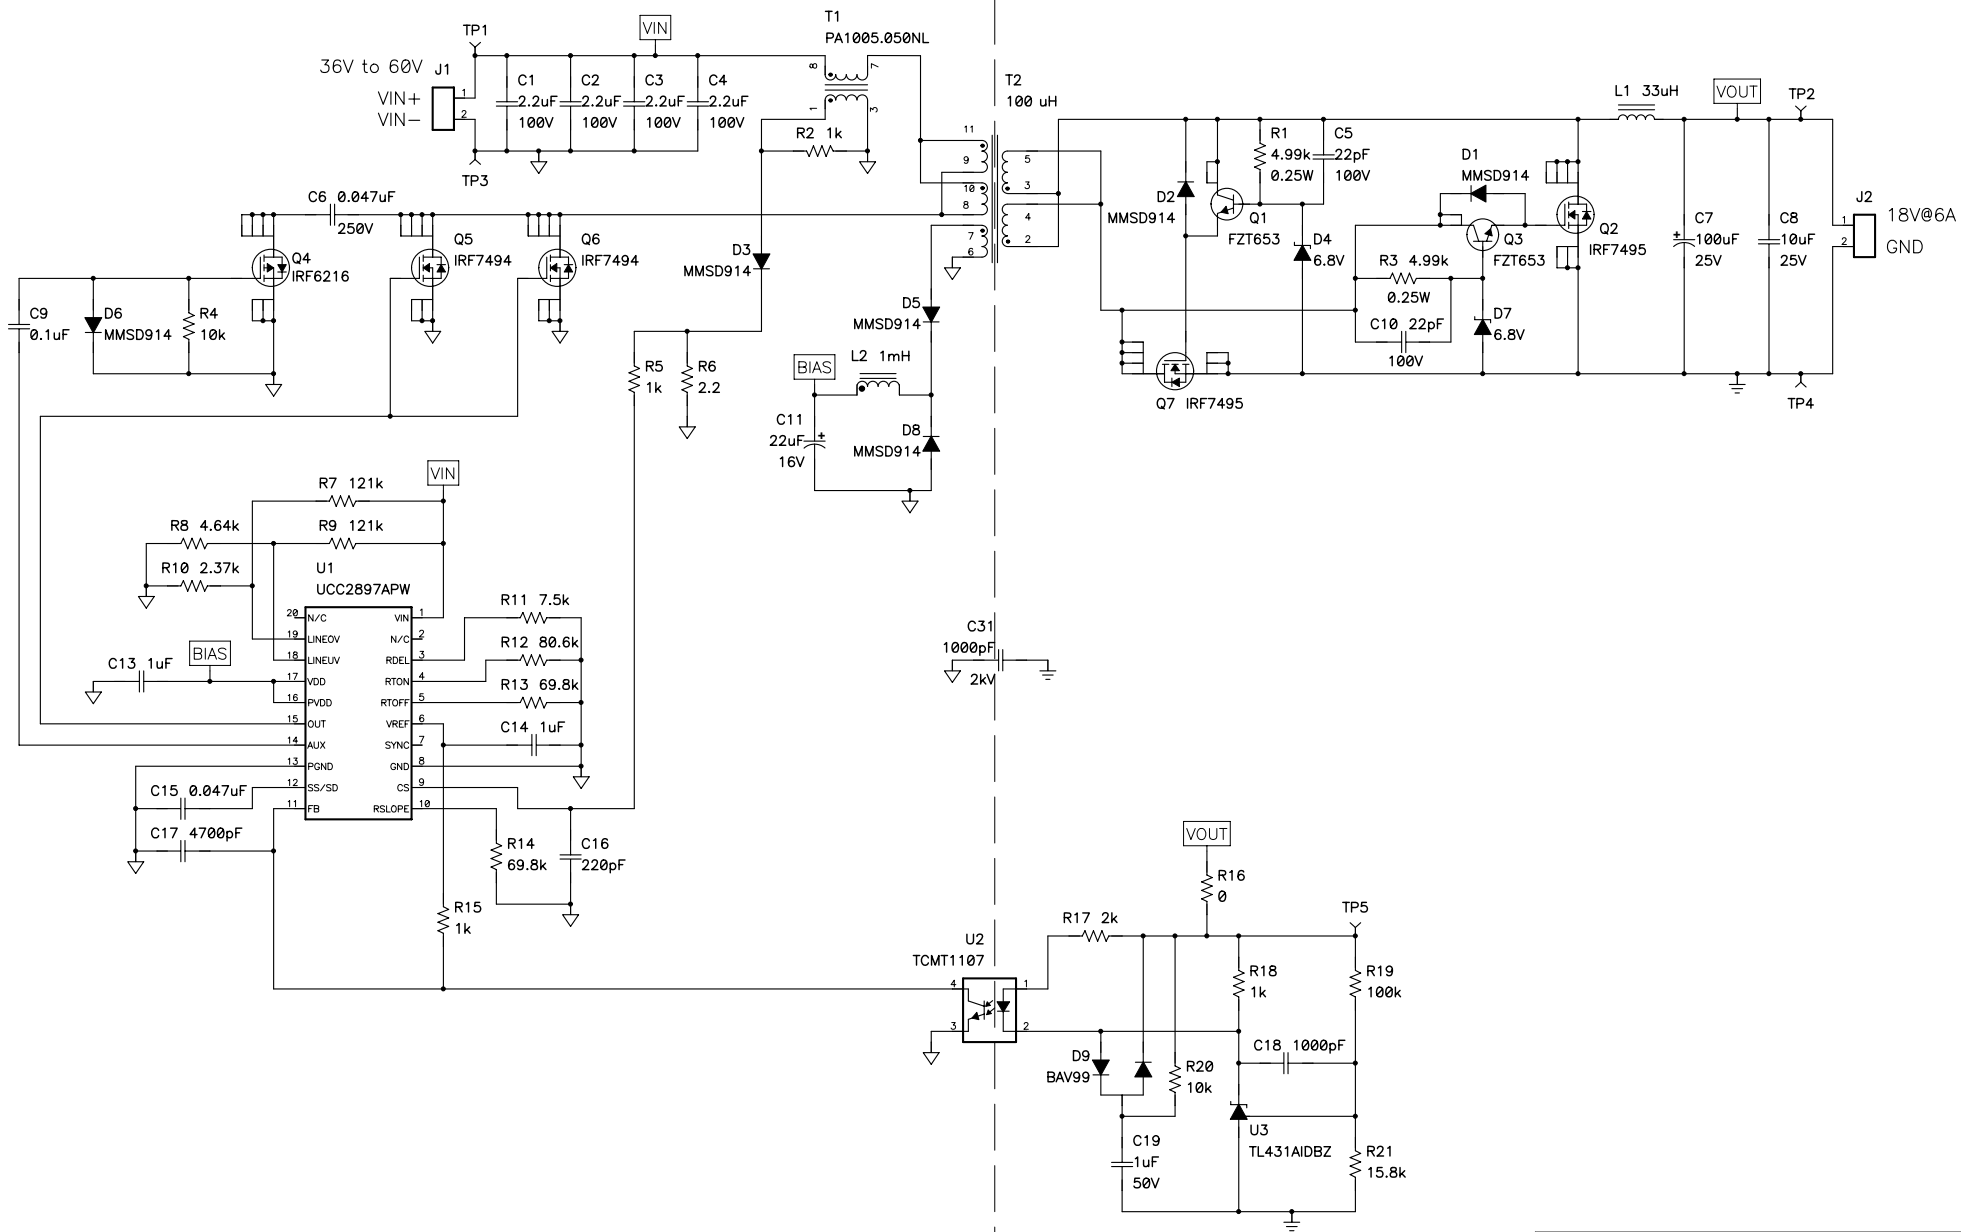 T1
PA1005.050NL
VIN
TP1
36V to 60V
J1
VIN+
VIN−
1
2
TP3
C1
2.2uF
100V
C2
2.2uF
100V
C3
2.2uF
100V
C4
2.2uF
100V
8
7
1
3
R2 1k
T2
100 uH
11
9
10
8
7
6
5
3
4
2
L1 33uH
VOUT
TP2
R1
4.99k
0.25W
C5
22pF
100V
D1
MMSD914
D2
MMSD914
Q1
FZT653
D4
6.8V
Q3
FZT653
Q2
IRF7495
R3 4.99k
0.25W
C10 22pF
100V
D7
6.8V
C7
100uF
25V
C8
10uF
25V
J2
1
2
18V@6A
GND
TP4
Q7 IRF7495
C6 0.047uF
250V
Q4
IRF6216
Q5
IRF7494
Q6
IRF7494
D3
MMSD914
C9
0.1uF
D6
MMSD914
R4
10k
R5
1k
R6
2.2
D5
MMSD914
L2 1mH
BIAS
C11
22uF
16V
D8
MMSD914
VIN
R7 121k
R8 4.64k
R9 121k
R10 2.37k
U1
UCC2897APW
20 N/C
19 LINEOV
18 LINEUV
17 VDD
16 PVDD
15 OUT
14 AUX
13 PGND
12 SS/SD
11 FB
VIN 1
N/C 2
RDEL 3
RTON 4
RTOFF 5
VREF 6
SYNC 7
GND 8
CS 9
RSLOPE 10
R11 7.5k
R12 80.6k
R13 69.8k
C14 1uF
BIAS
C13 1uF
C15 0.047uF
C17 4700pF
R14
69.8k
C16
220pF
R15
1k
C31
1000pF
2kV
VOUT
R16
0
TP5
R17 2k
U2
TCMT1107
4
3
1
2
R18
1k
R19
100k
D9
BAV99
R20
10k
C18 1000pF
U3
TL431AIDBZ
C19
1uF
50V
R21
15.8k